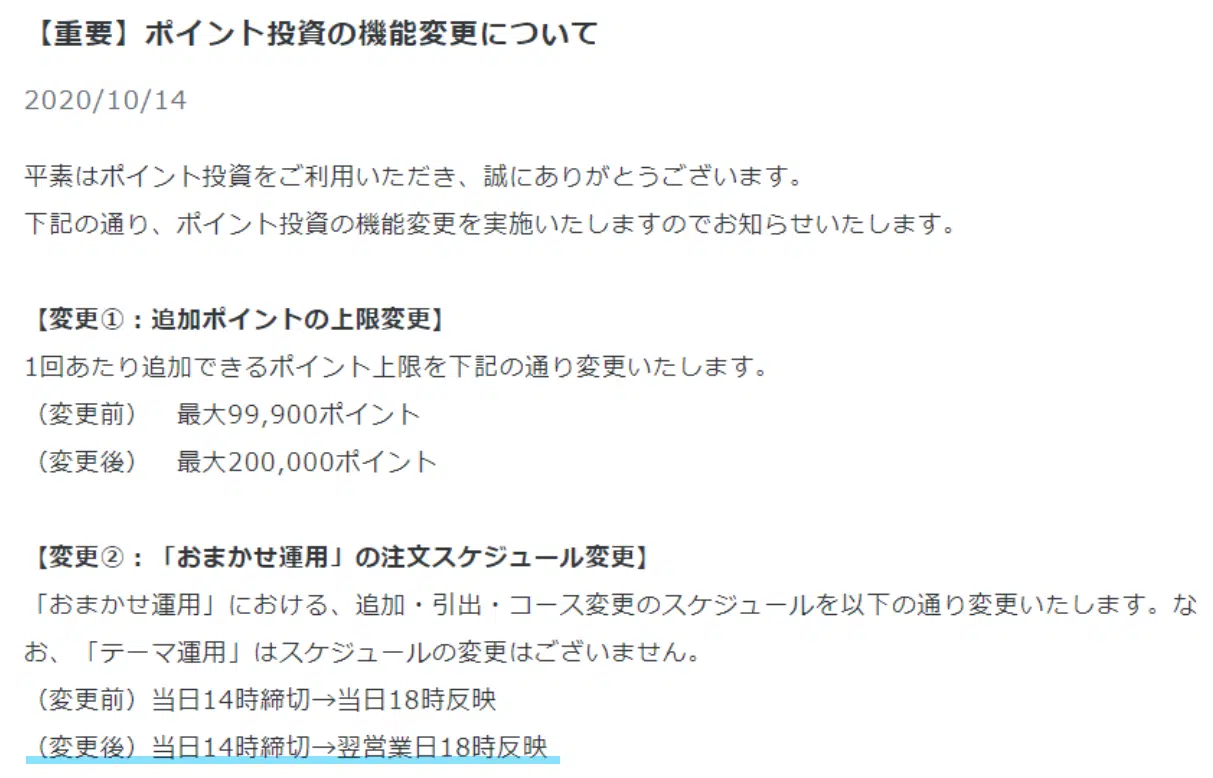 【重要】ポイント投資の機能変更について
2020/10/14
平素はポイント投資をご利用いただき、誠にありがとうございます。
下記の通り、ポイント投資の機能変更を実施いたしますのでお知らせいたします。
【変更①：追加ポイントの上限変更】
1回あたり追加できるポイント上限を下記の通り変更いたします。
（変更前）　最大99,900ポイント
（変更後）　最大200,000ポイント
【変更②：「おまかせ運用」の注文スケジュール変更】
「おまかせ運用」における、追加・引出・コース変更のスケジュールを以下の通り変更いたします。な
お、「テーマ運用」はスケジュールの変更はございません。
（変更前）当日14時締切→当日18時反映
（変更後）当日14時締切→翌営業日18時反映